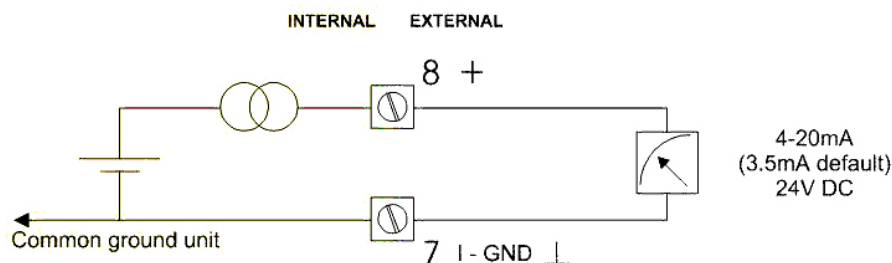 INTERNAL EXTERNAL
8 +
4-20mA
(3.5mA default)
24V DC
Common ground unit
7 I - GND